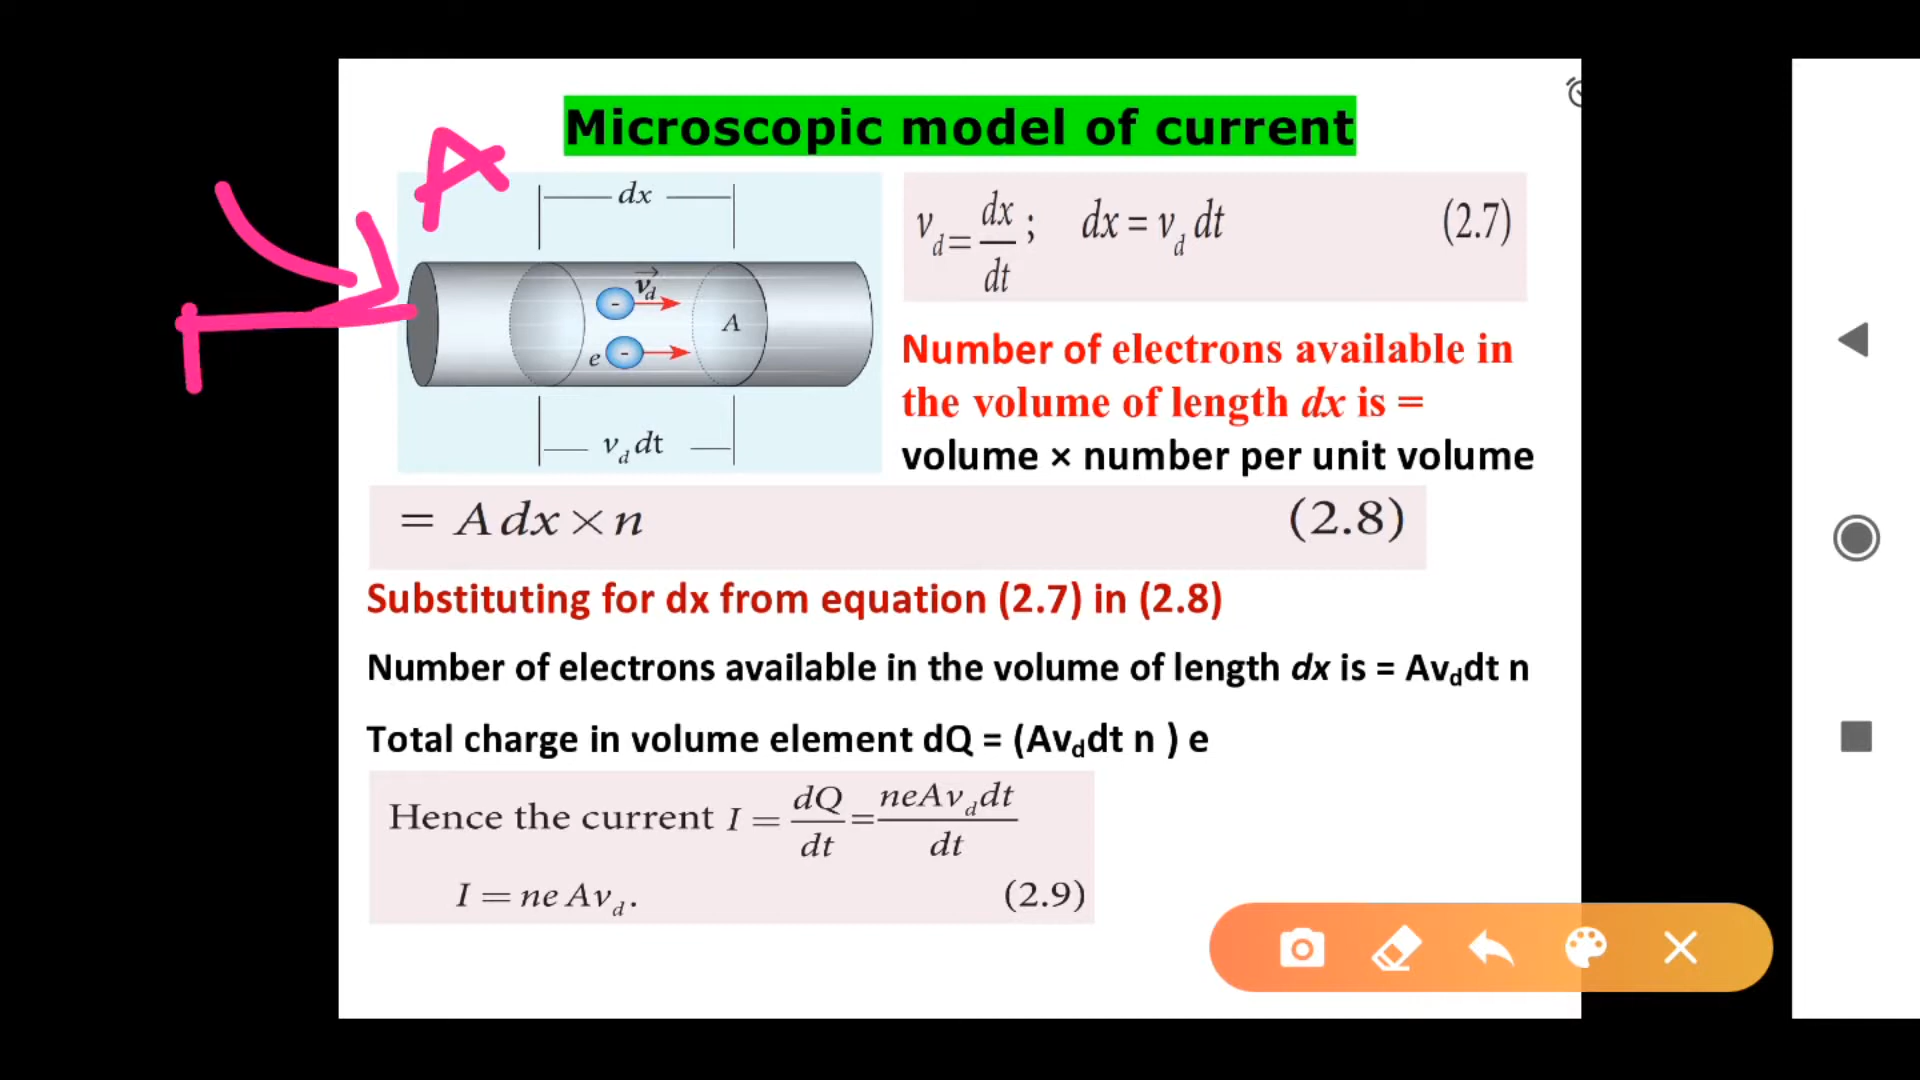 Microscopic model of current
A
dx
v_d
e
A
v_d dt
v_d = dx/dt ; dx = v_d dt (2.7)
Number of electrons available in
the volume of length dx is =
volume × number per unit volume
= A dx × n (2.8)
Substituting for dx from equation (2.7) in (2.8)
Number of electrons available in the volume of length dx is = Av_d dt n
Total charge in volume element dQ = (Av_d dt n ) e
Hence the current I = dQ/dt = neAv_d dt/dt
I = ne Av_d. (2.9)